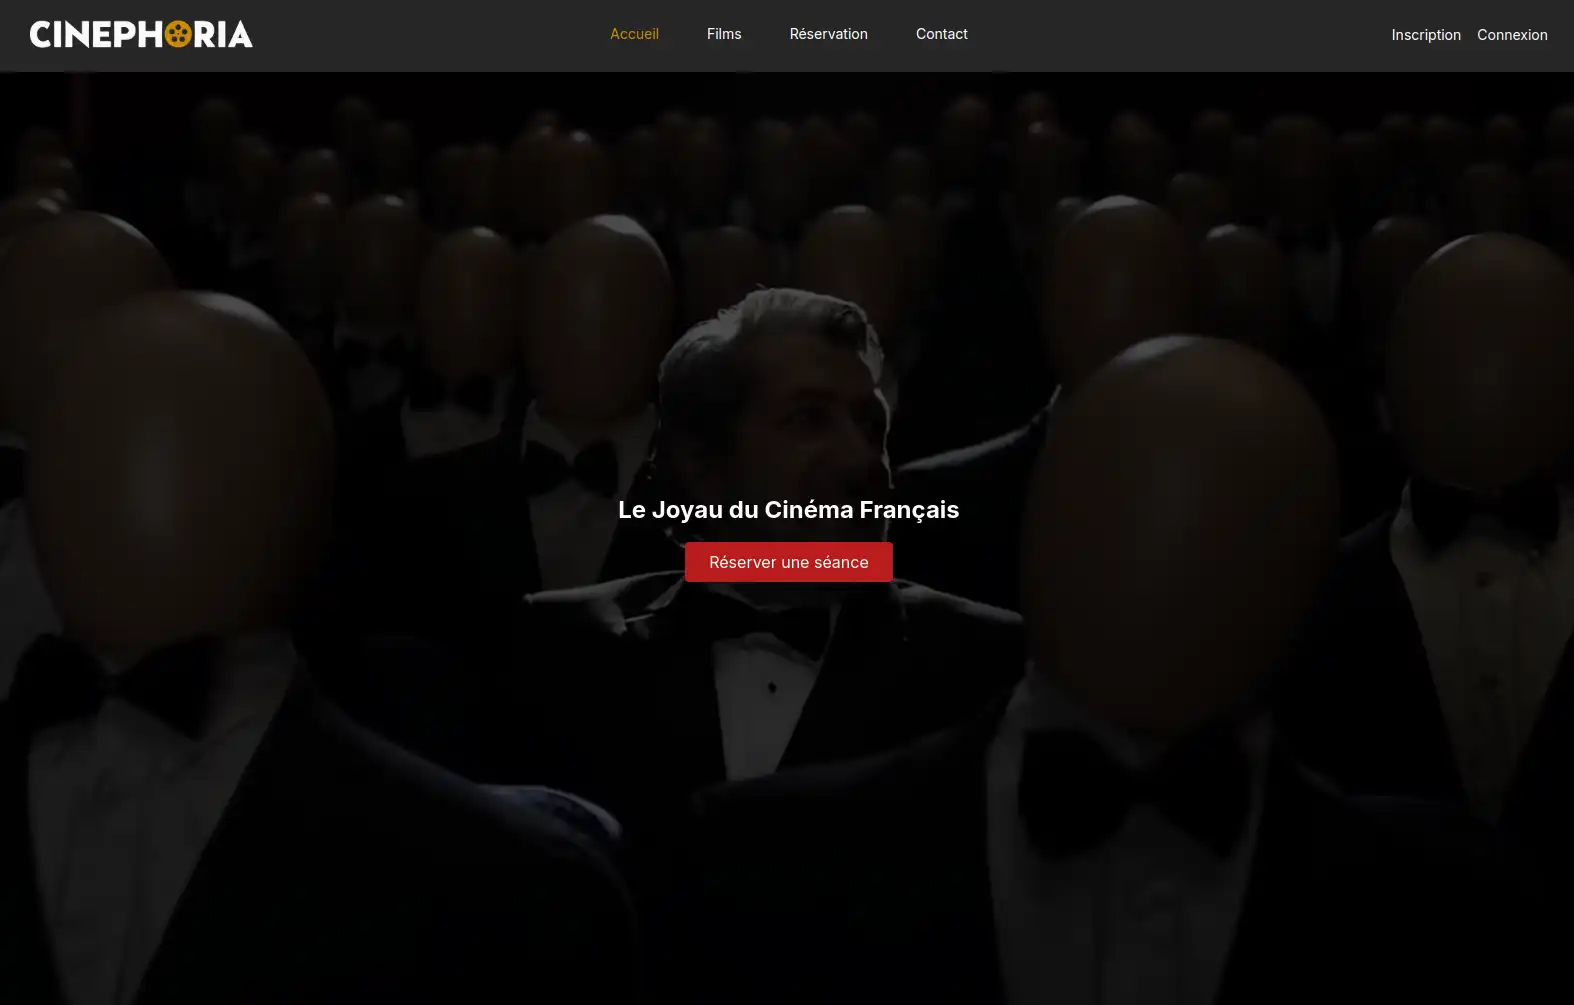 CINEPHORIA
Accueil Films Réservation Contact
Inscription Connexion
Le Joyau du Cinéma Français
Réserver une séance